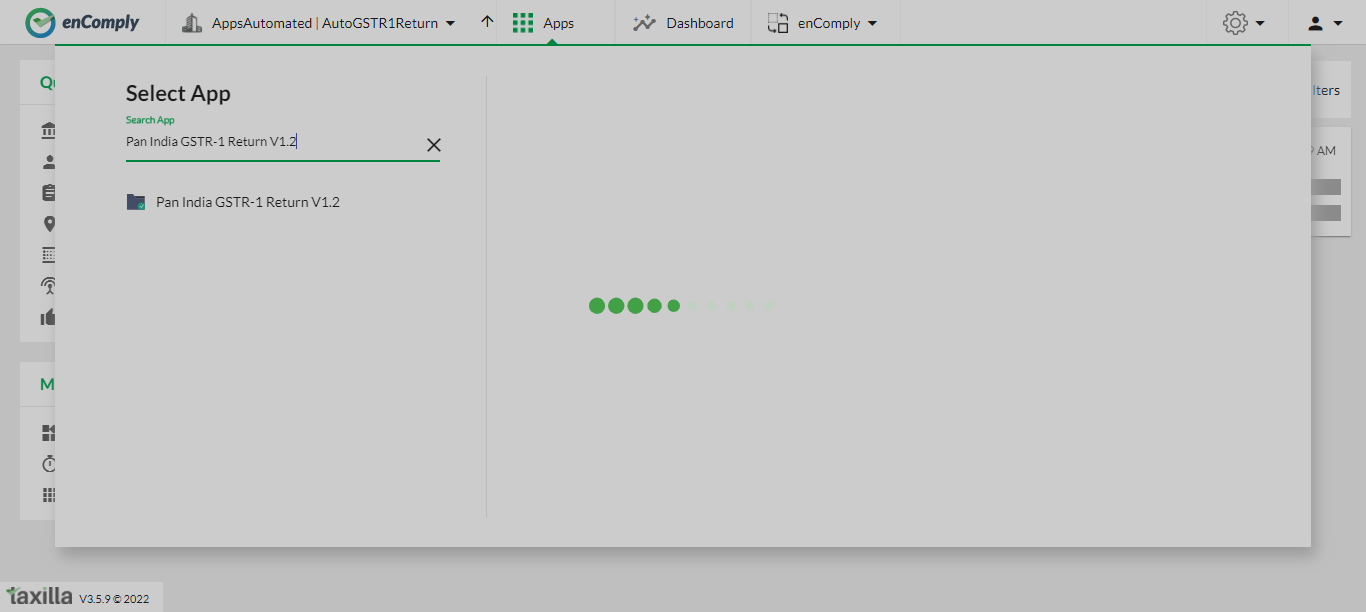 enComply
AppsAutomated | AutoGSTR1Return
Apps
Dashboard
enComply
Select App
Search App
Pan India GSTR-1 Return V1.2
Pan India GSTR-1 Return V1.2
lters
AM
M
taxilla V3.5.9 © 2022